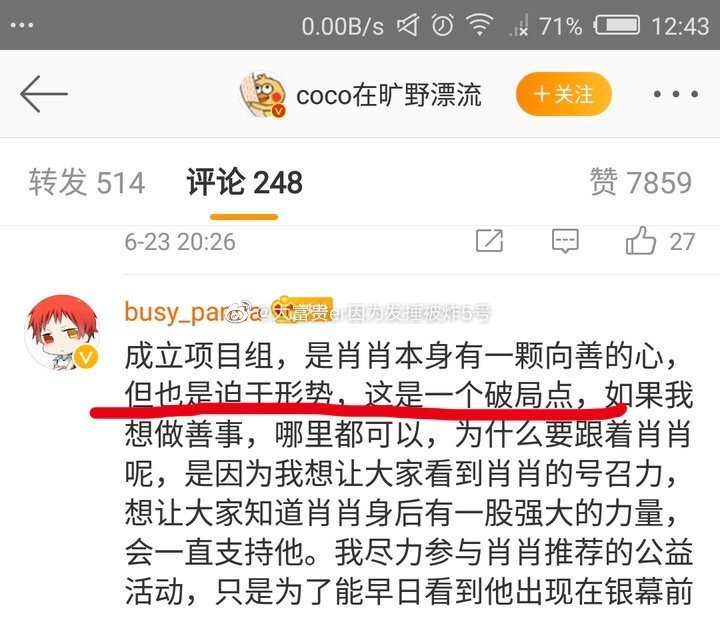 0.00B/s 71% 12:43
coco在旷野漂流 +关注
转发 514 评论 248 赞 7859
6-23 20:26 27
busy_panda @大富贵er因为发捶被炸5号
成立项目组，是肖肖本身有一颗向善的心，
但也是迫于形势，这是一个破局点，如果我
想做善事，哪里都可以，为什么要跟着肖肖
呢，是因为我想让大家看到肖肖的号召力，
想让大家知道肖肖身后有一股强大的力量，
会一直支持他。我尽力参与肖肖推荐的公益
活动，只是为了能早日看到他出现在银幕前